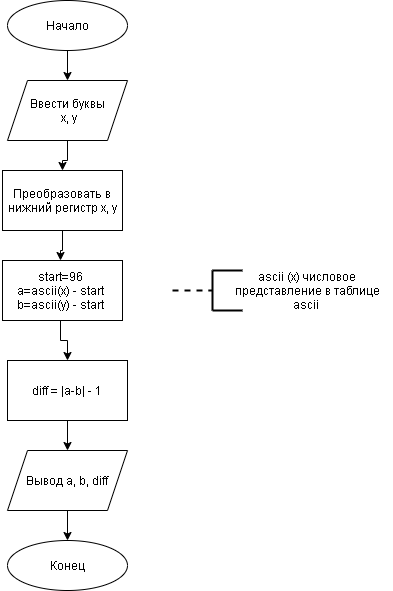 Начало
Ввести буквы
x, y
Преобразовать в
нижний регистр x, y
start=96
a=ascii(x) - start
b=ascii(y) - start
ascii (x) числовое
представление в таблице
ascii
diff = |a-b| - 1
Вывод a, b, diff
Конец